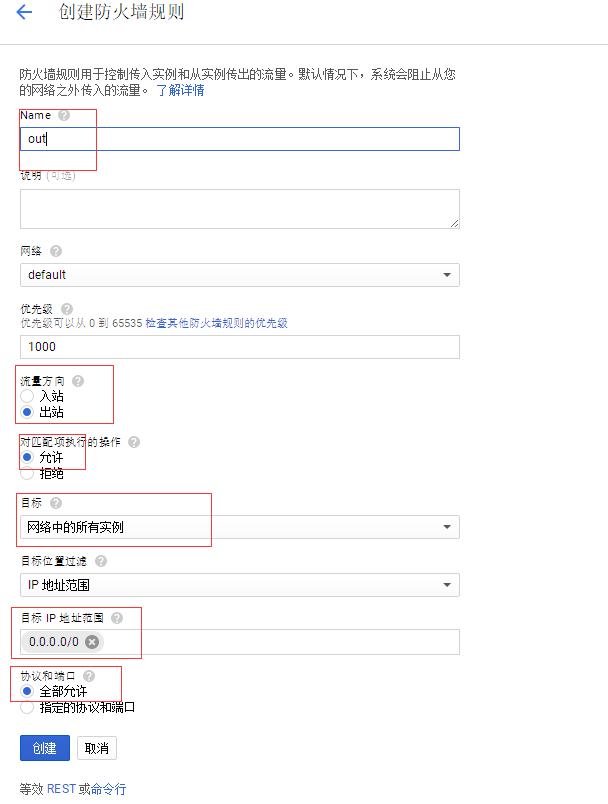 创建防火墙规则
防火墙规则用于控制传入实例和从实例传出的流量。默认情况下，系统会阻止从您
的网络之外传入的流量。 了解详情
Name
out
说明 (可选)
网络
default
优先级
优先级可以从 0 到 65535 检查其他防火墙规则的优先级
1000
流量方向
入站
出站
对匹配项执行的操作
允许
拒绝
目标
网络中的所有实例
目标位置过滤
IP 地址范围
目标 IP 地址范围
0.0.0.0/0
协议和端口
全部允许
指定的协议和端口
创建 取消
等效 REST 或命令行